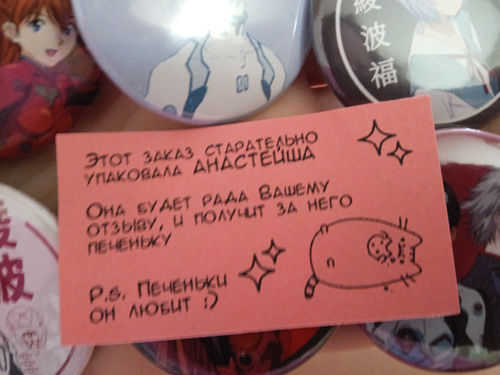 綾
波
福
00
Этот заказ старательно
упаковала АНАСТЕЙША
Она будет рада Вашему
отзыву, и получит за него
печеньку
P.S. Печеньки
он любит :)
綾
波